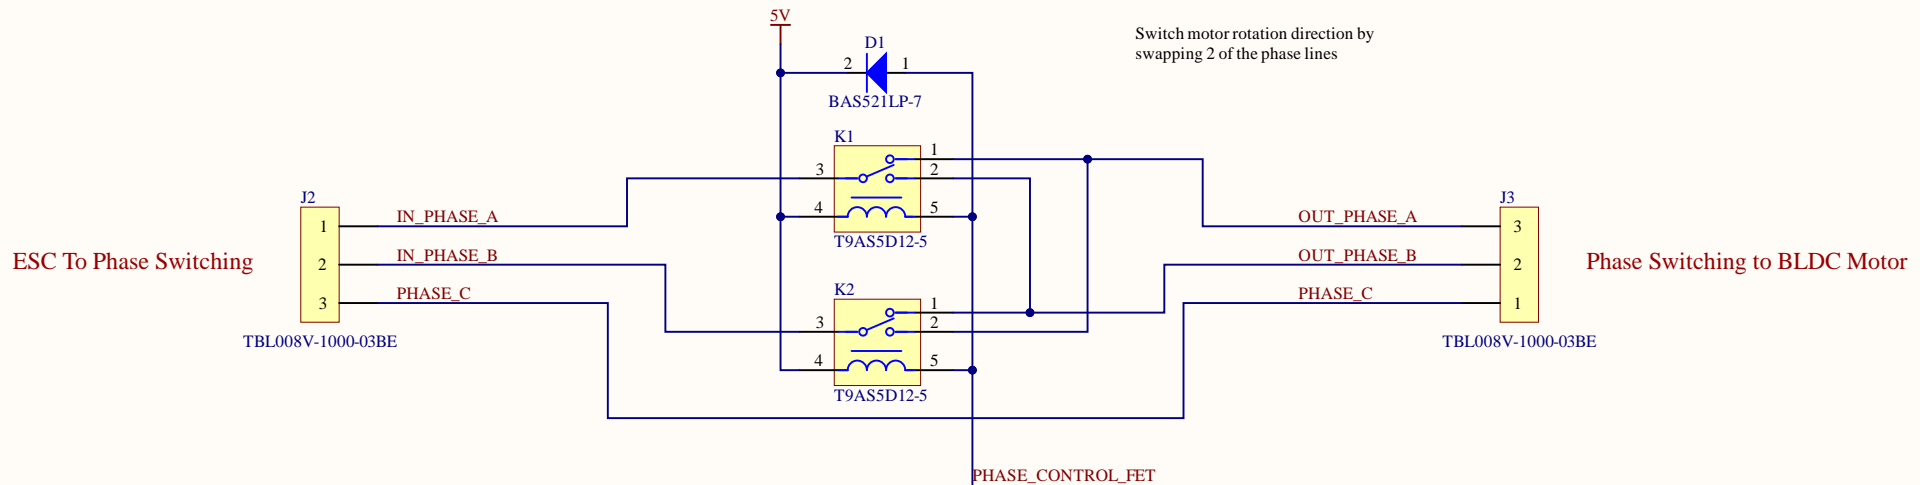 5V
Switch motor rotation direction by
swapping 2 of the phase lines
D1
2
1
BAS521LP-7
K1
1
2
3
4
5
T9AS5D12-5
J2
1
2
3
IN_PHASE_A
IN_PHASE_B
PHASE_C
TBL008V-1000-03BE
ESC To Phase Switching
K2
1
2
3
4
5
T9AS5D12-5
J3
OUT_PHASE_A
OUT_PHASE_B
PHASE_C
3
2
1
TBL008V-1000-03BE
Phase Switching to BLDC Motor
PHASE_CONTROL_FET